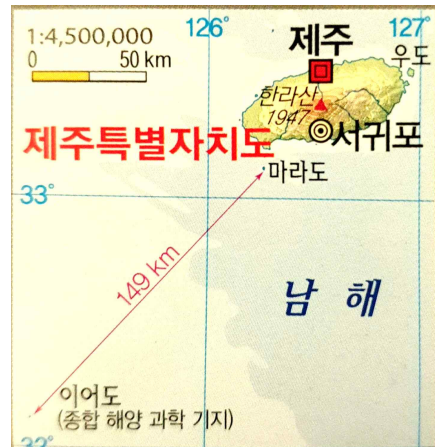 1:4,500,000
0 50 km
126°
127°
제주
우도
한라산
1947
서귀포
제주특별자치도
마라도
33°
149 km
남해
이어도
(종합 해양 과학 기지)